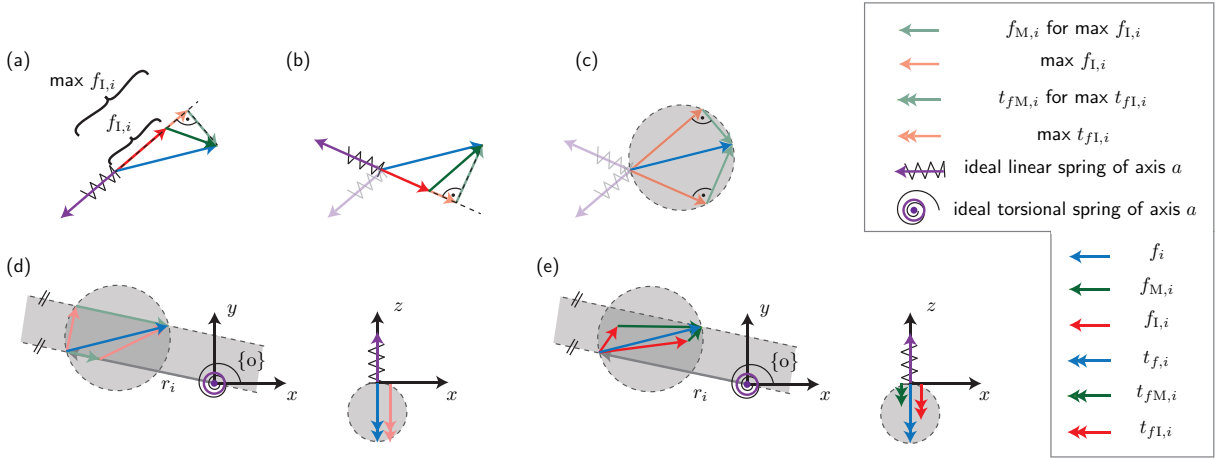 (a)
max f_{I,i}
f_{I,i}
(b)
(c)
f_{M,i} for max f_{I,i}
max f_{I,i}
t_{fM,i} for max t_{fI,i}
max t_{fI,i}
ideal linear spring of axis a
ideal torsional spring of axis a
(d)
//
//
y
{o}
r_i
x
z
x
(e)
//
//
y
{o}
r_i
x
z
x
f_i
f_{M,i}
f_{I,i}
t_{f,i}
t_{fM,i}
t_{fI,i}